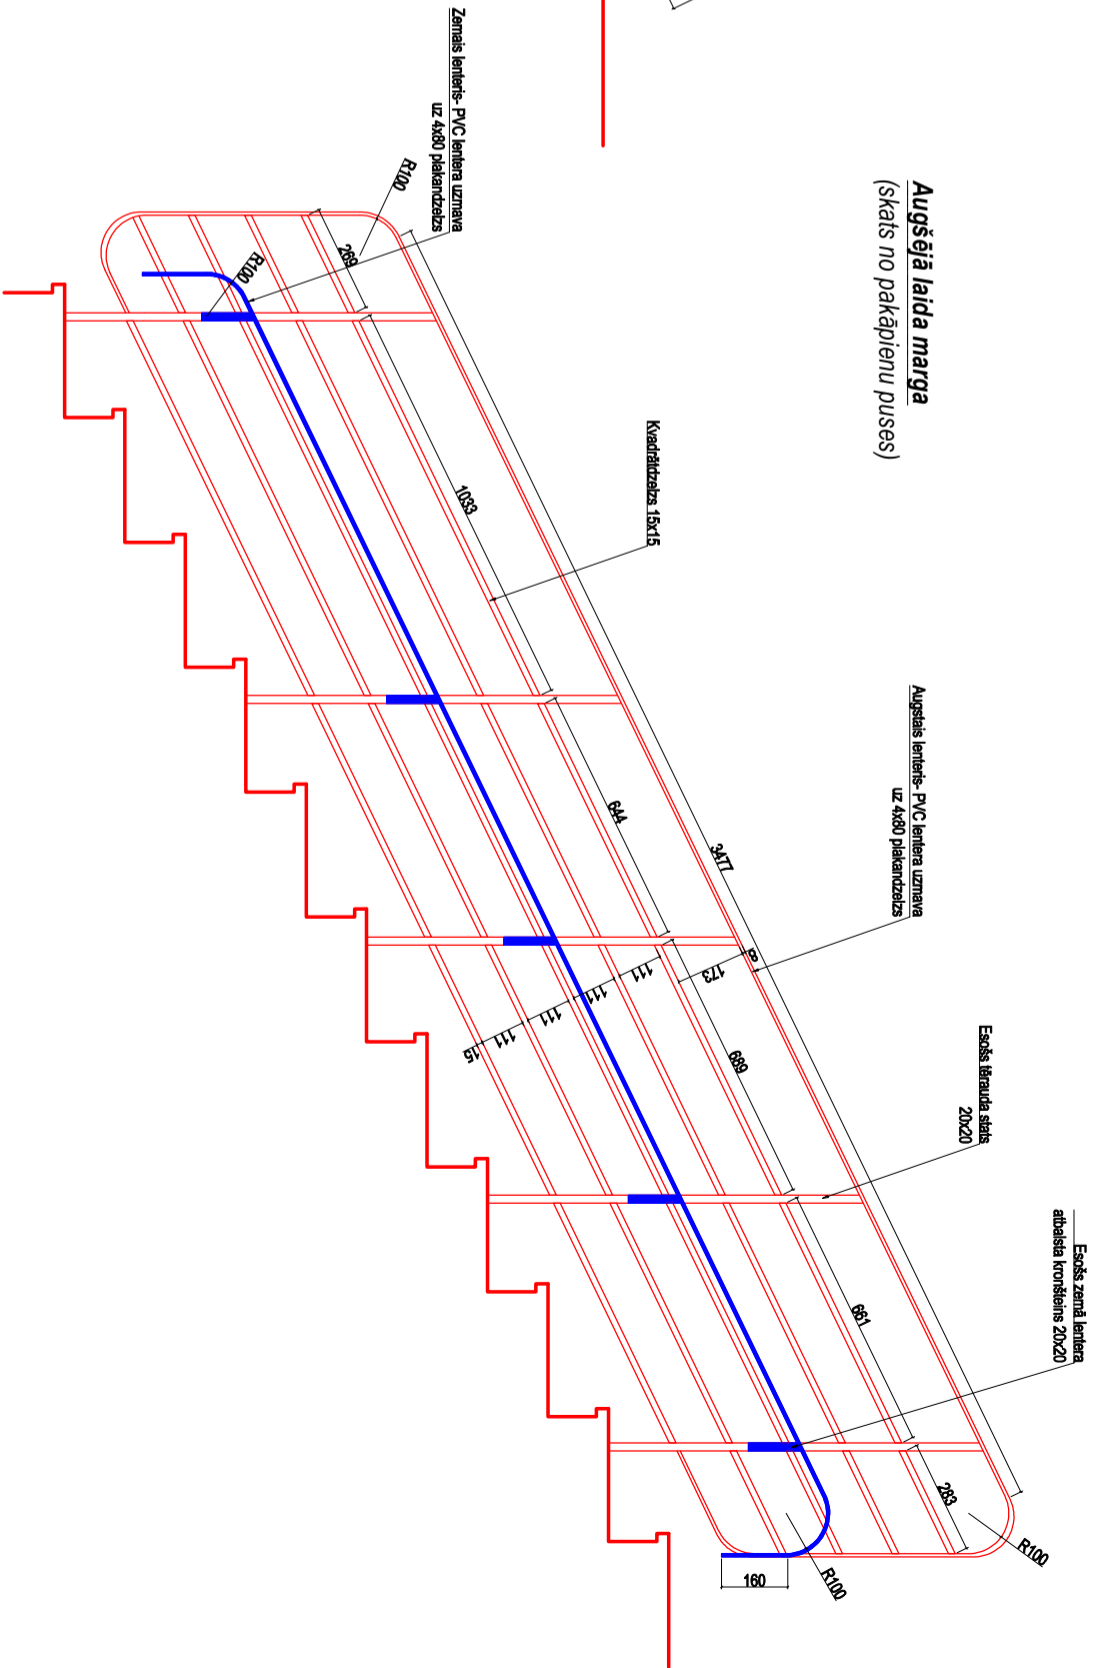 Augšējā laida marga
(skats no pakāpienu puses)
Zemais lenteris- PVC lentera uzmava
uz 4x80 plakandzelzs
Kvadrātdzelzs 15x15
Augstais lenteris- PVC lentera uzmava
uz 4x80 plakandzelzs
Esošs tērauda stats
20x20
Esošs zemā lentera
atbalsta kronšteins 20x20
R100
R100
269
1033
644
3477
8
173
111
111
111
111
15
689
661
283
R100
R100
160